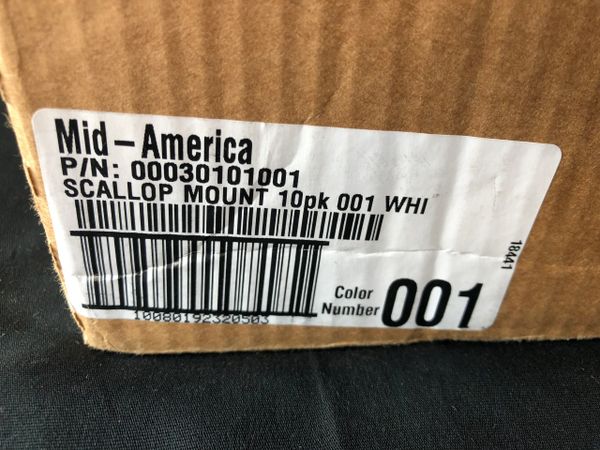 Mid-America
P/N: 00030101001
SCALLOP MOUNT 10pk 001 WHI
18441
Color
Number 001
10080192320503